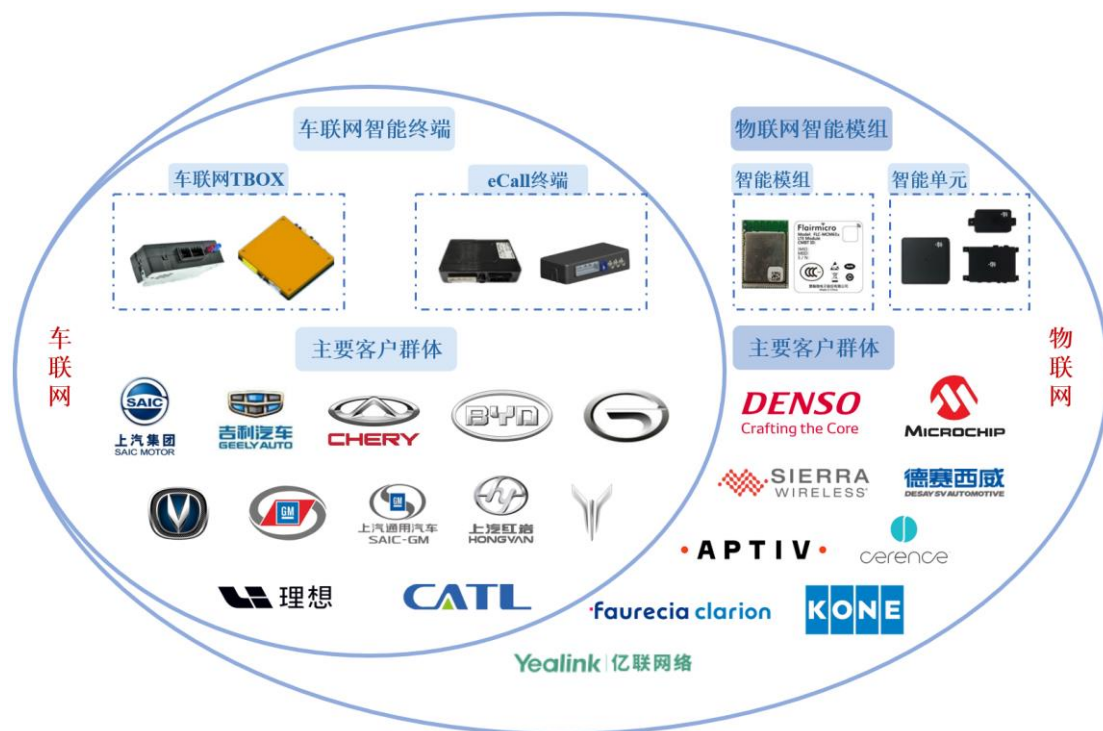 车联网智能终端
车联网TBOX
eCall终端
主要客户群体
车联网
SAIC
上汽集团
SAIC MOTOR
吉利汽车
GEELY AUTO
CHERY
BYD
GM
GM
上汽通用汽车
SAIC-GM
上汽红岩
HONGYAN
理想
CATL
物联网智能模组
智能模组
智能单元
Flairmicro
LTE Module
主要客户群体
物联网
DENSO
Crafting the Core
MICROCHIP
SIERRA
WIRELESS
德赛西威
DESAY SV AUTOMOTIVE
APTIV
cerence
faurecia clarion
KONE
Yealink 亿联网络